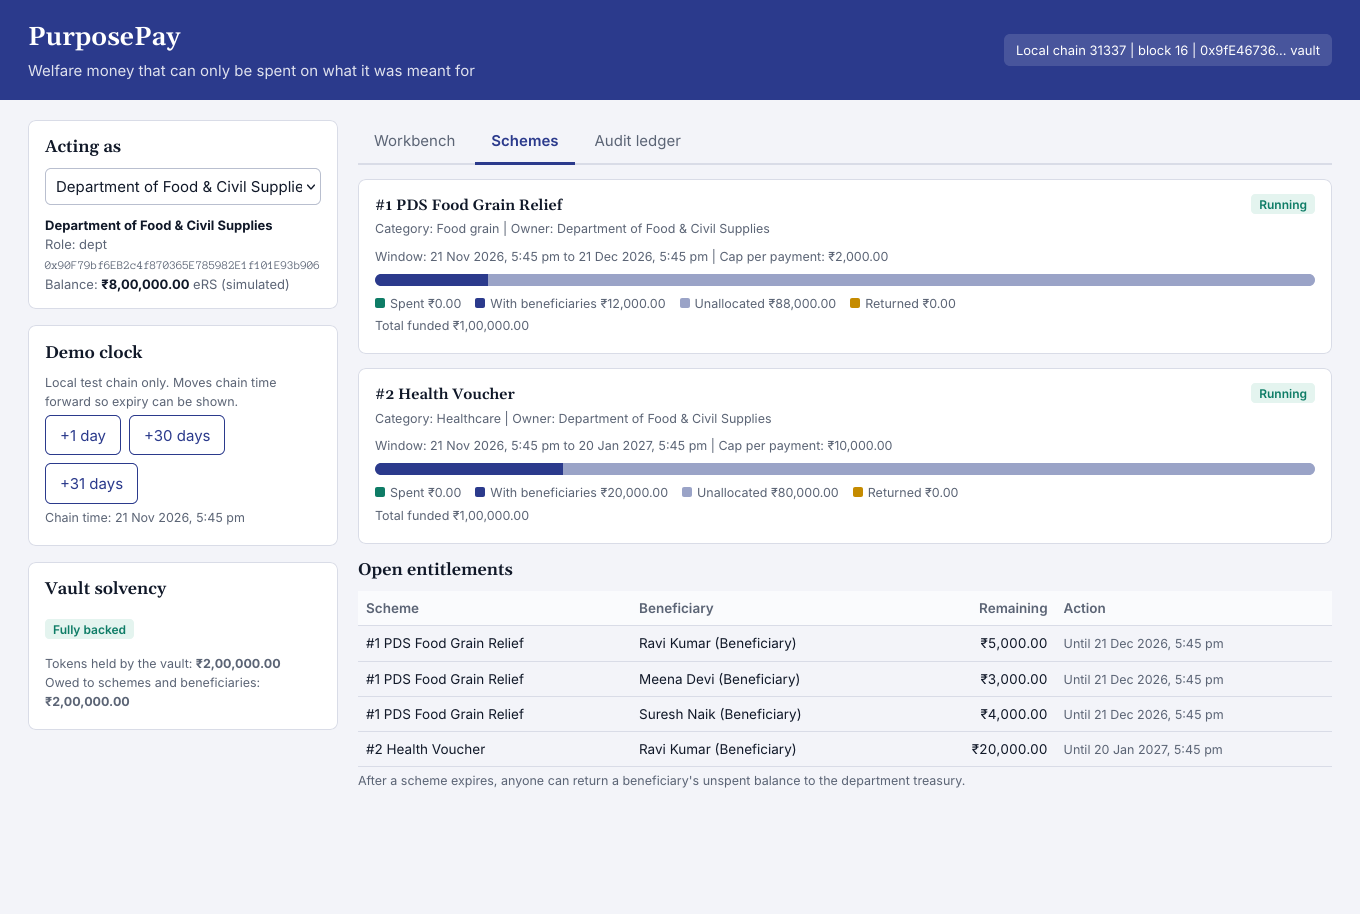 PurposePay
Welfare money that can only be spent on what it was meant for
Local chain 31337 | block 16 | 0x9fE46736... vault
Acting as
Department of Food & Civil Supplie
Department of Food & Civil Supplies
Role: dept
0x90F79bf6EB2c4f870365E785982E1f101E93b906
Balance: ₹8,00,000.00 eRS (simulated)
Demo clock
Local test chain only. Moves chain time
forward so expiry can be shown.
+1 day
+30 days
+31 days
Chain time: 21 Nov 2026, 5:45 pm
Vault solvency
Fully backed
Tokens held by the vault: ₹2,00,000.00
Owed to schemes and beneficiaries:
₹2,00,000.00
Workbench Schemes Audit ledger
#1 PDS Food Grain Relief Running
Category: Food grain | Owner: Department of Food & Civil Supplies
Window: 21 Nov 2026, 5:45 pm to 21 Dec 2026, 5:45 pm | Cap per payment: ₹2,000.00
Spent ₹0.00 With beneficiaries ₹12,000.00 Unallocated ₹88,000.00 Returned ₹0.00
Total funded ₹1,00,000.00
#2 Health Voucher Running
Category: Healthcare | Owner: Department of Food & Civil Supplies
Window: 21 Nov 2026, 5:45 pm to 20 Jan 2027, 5:45 pm | Cap per payment: ₹10,000.00
Spent ₹0.00 With beneficiaries ₹20,000.00 Unallocated ₹80,000.00 Returned ₹0.00
Total funded ₹1,00,000.00
Open entitlements
Scheme Beneficiary Remaining Action
#1 PDS Food Grain Relief Ravi Kumar (Beneficiary) ₹5,000.00 Until 21 Dec 2026, 5:45 pm
#1 PDS Food Grain Relief Meena Devi (Beneficiary) ₹3,000.00 Until 21 Dec 2026, 5:45 pm
#1 PDS Food Grain Relief Suresh Naik (Beneficiary) ₹4,000.00 Until 21 Dec 2026, 5:45 pm
#2 Health Voucher Ravi Kumar (Beneficiary) ₹20,000.00 Until 20 Jan 2027, 5:45 pm
After a scheme expires, anyone can return a beneficiary's unspent balance to the department treasury.